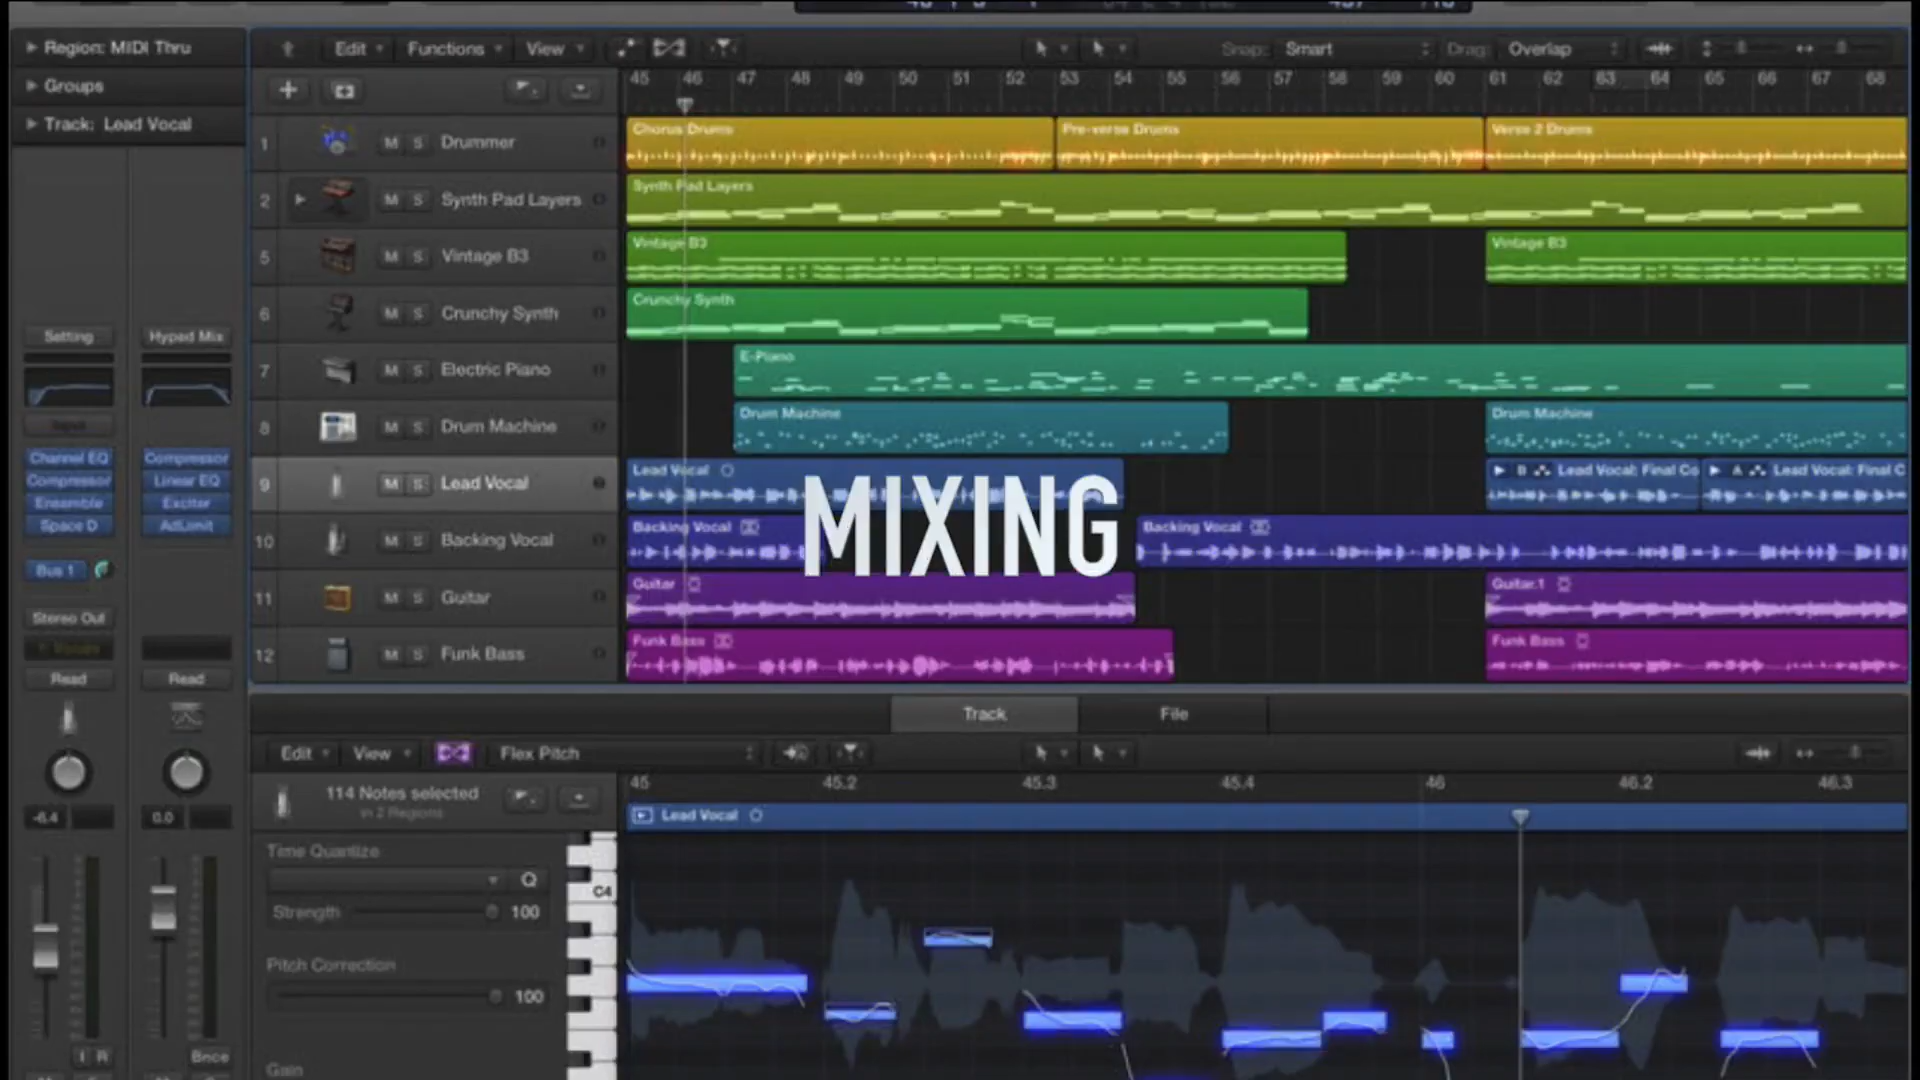 Region: MIDI Thru
Groups
Track: Lead Vocal
Edit Functions View Snap: Smart Drag: Overlap
45 46 47 48 49 50 51 52 53 54 55 56 57 58 59 60 61 62 63 64 65 66 67 68
1 M S Drummer
Chorus Drums Pre-verse Drums Verse 2 Drums
2 M S Synth Pad Layers
Synth Pad Layers
5 M S Vintage B3
Vintage B3 Vintage B3
6 M S Crunchy Synth
Crunchy Synth
7 M S Electric Piano
E-Piano
8 M S Drum Machine
Drum Machine Drum Machine
9 M S Lead Vocal
Lead Vocal B Lead Vocal: Final Co A Lead Vocal: Final C
MIXING
10 M S Backing Vocal
Backing Vocal Backing Vocal
11 M S Guitar
Guitar Guitar.1
12 M S Funk Bass
Funk Bass Funk Bass
Setting Hyped Mix
Input
Channel EQ Compressor
Compressor Linear EQ
Ensemble Exciter
Space D AdLimit
Bus 1
Stereo Out
Read Read
-6.4 0.0
I R Bnce
Track File
Edit View Flex Pitch
45 45.2 45.3 45.4 46 46.2 46.3
114 Notes selected
in 2 Regions
Lead Vocal
Time Quantize
Q
Strength 100
C4
Pitch Correction
100
Gain